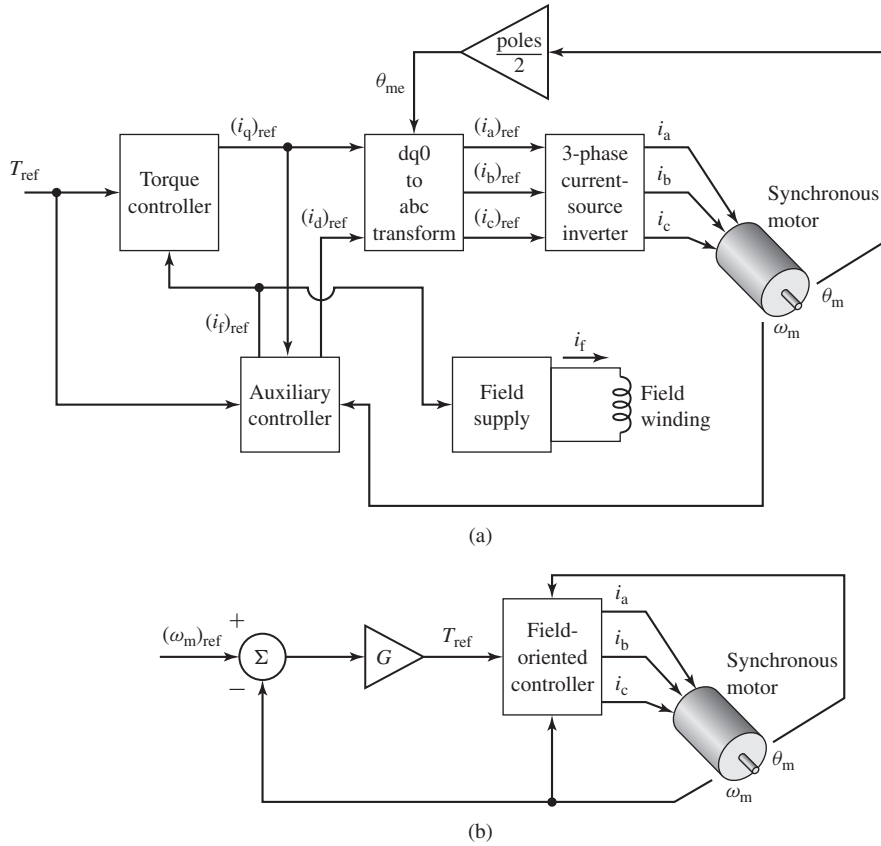 poles
2
θme
(iq)ref
(ia)ref
ia
Tref
Torque
controller
dq0
to
abc
transform
(ib)ref
3-phase
current-
source
inverter
ib
Synchronous
motor
(id)ref
(ic)ref
ic
θm
ωm
(if)ref
if
Auxiliary
controller
Field
supply
Field
winding
(a)
(ωm)ref
+
Σ
−
G
Tref
Field-
oriented
controller
ia
ib
ic
Synchronous
motor
θm
ωm
(b)